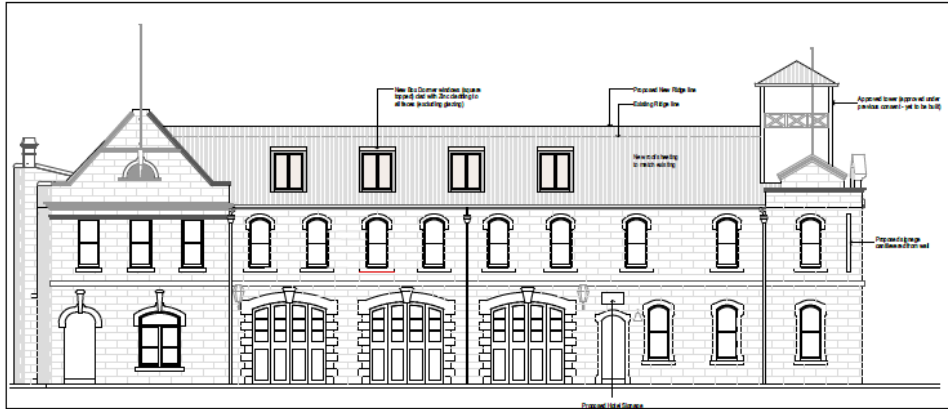 New Box Dormer windows (square
topped) clad with Zinc cladding to
all faces (excluding glazing)
Proposed New Ridge line
Existing Ridge line
New roof sheeting
to match existing
Approved tower (approved under
previous consent - yet to be built)
Proposed signage
cantilevered from wall
Proposed Hotel Signage